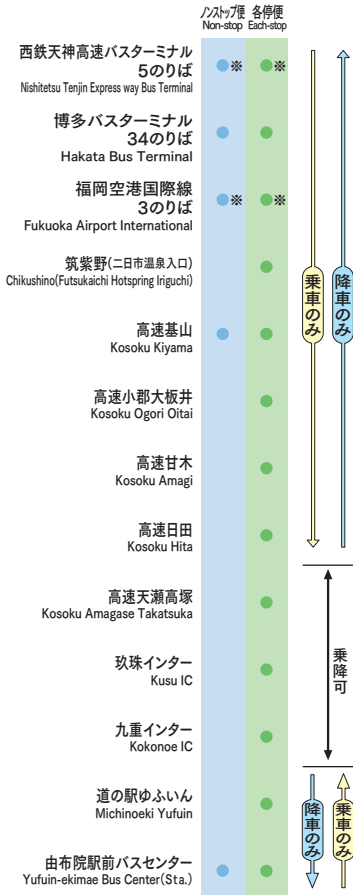 ノンストップ便 各停便
Non-stop Each-stop
西鉄天神高速バスターミナル
5のりば
Nishitetsu Tenjin Express way Bus Terminal
※ ※
博多バスターミナル
34のりば
Hakata Bus Terminal
福岡空港国際線
3のりば
Fukuoka Airport International
※ ※
筑紫野(二日市温泉入口)
Chikushino(Futsukaichi Hotspring Iriguchi)
高速基山
Kosoku Kiyama
高速小郡大板井
Kosoku Ogori Oitai
高速甘木
Kosoku Amagi
高速日田
Kosoku Hita
乗車のみ
降車のみ
高速天瀬高塚
Kosoku Amagase Takatsuka
玖珠インター
Kusu IC
九重インター
Kokonoe IC
乗降可
道の駅ゆふいん
Michinoeki Yufuin
由布院駅前バスセンター
Yufuin-ekimae Bus Center(Sta.)
降車のみ
乗車のみ